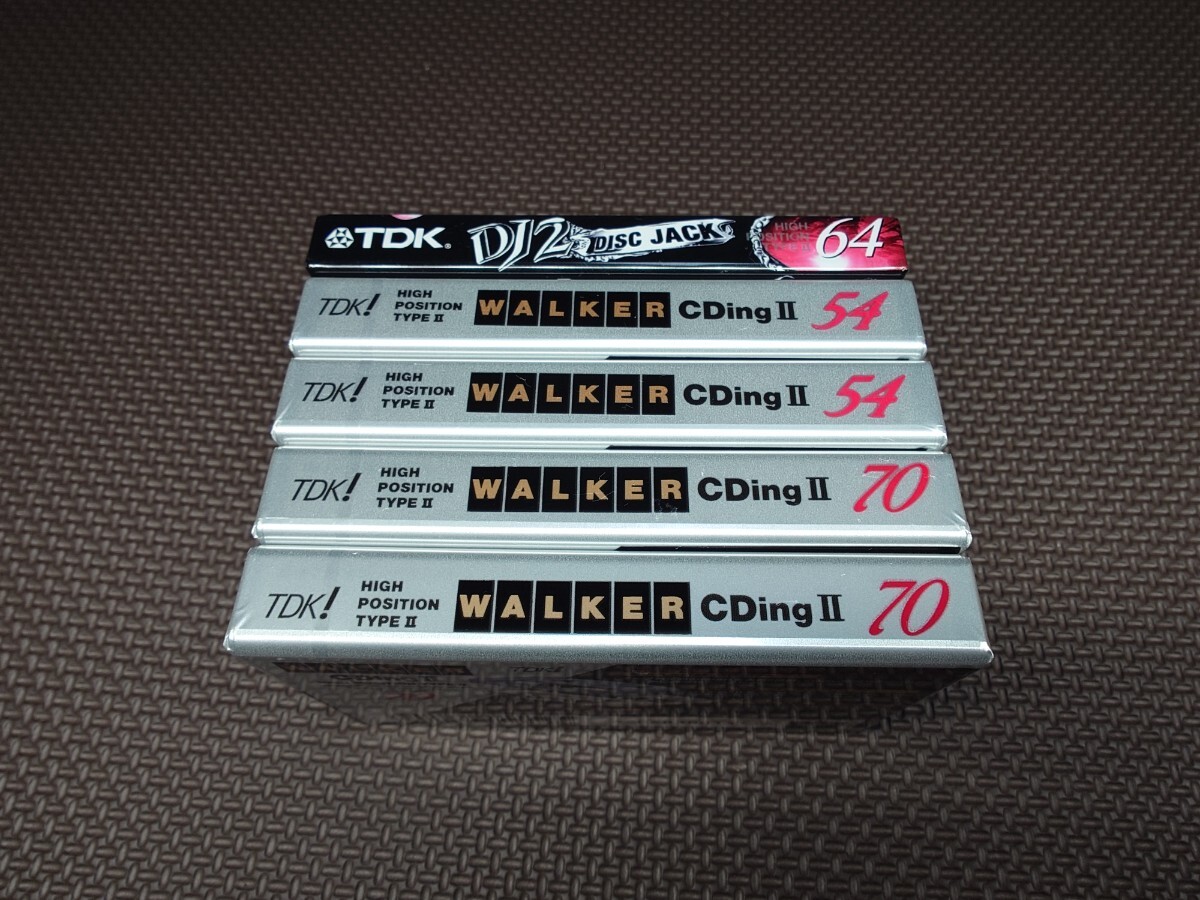 TDK® DJ2 DISC JACK HIGH POSITION TYPE II 64
TDK! HIGH POSITION TYPE II WALKER CDing II 54
TDK! HIGH POSITION TYPE II WALKER CDing II 54
TDK! HIGH POSITION TYPE II WALKER CDing II 70
TDK! HIGH POSITION TYPE II WALKER CDing II 70